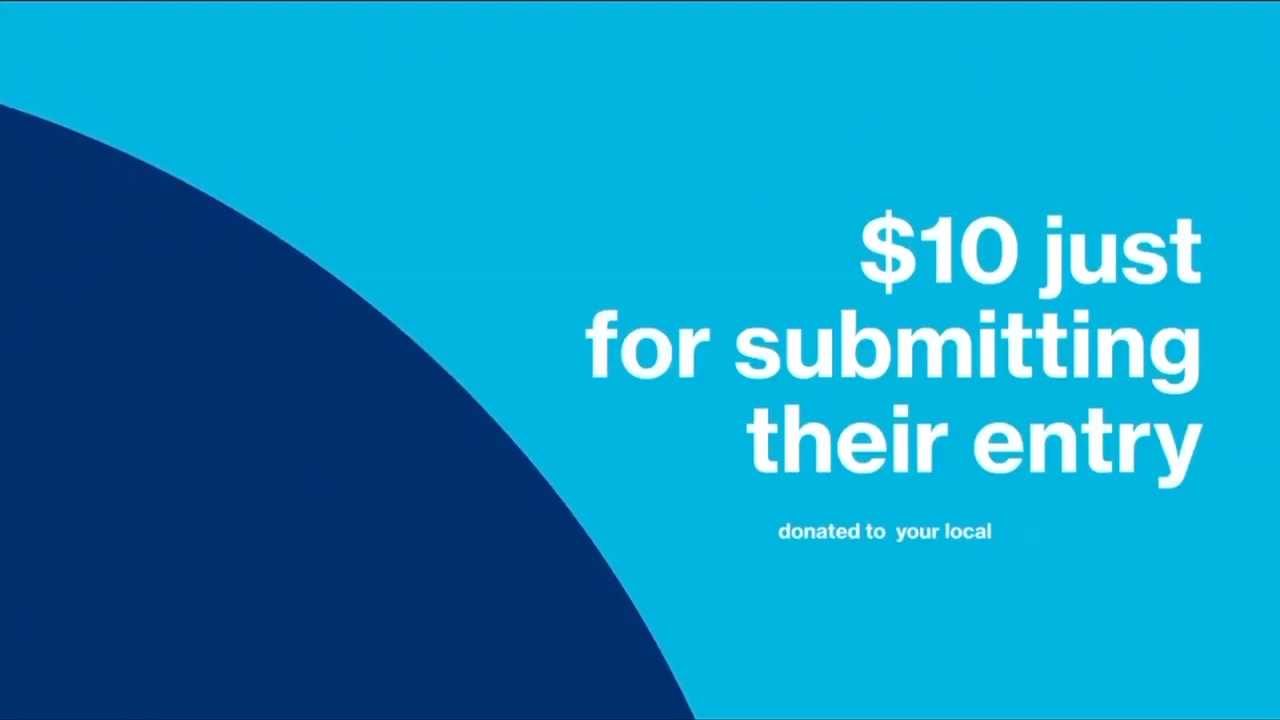 $10 just
for submitting
their entry
donated to your local